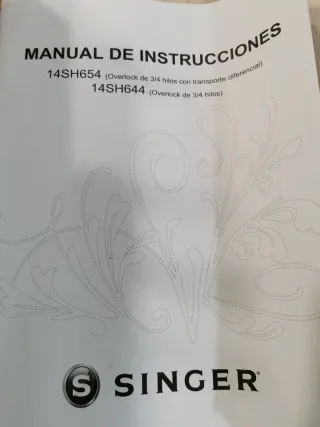 MANUAL DE INSTRUCCIONES
14SH654 (Overlock de 3/4 hilos con transporte diferencial)
14SH644 (Overlock de 3/4 hilos)
S SINGER®